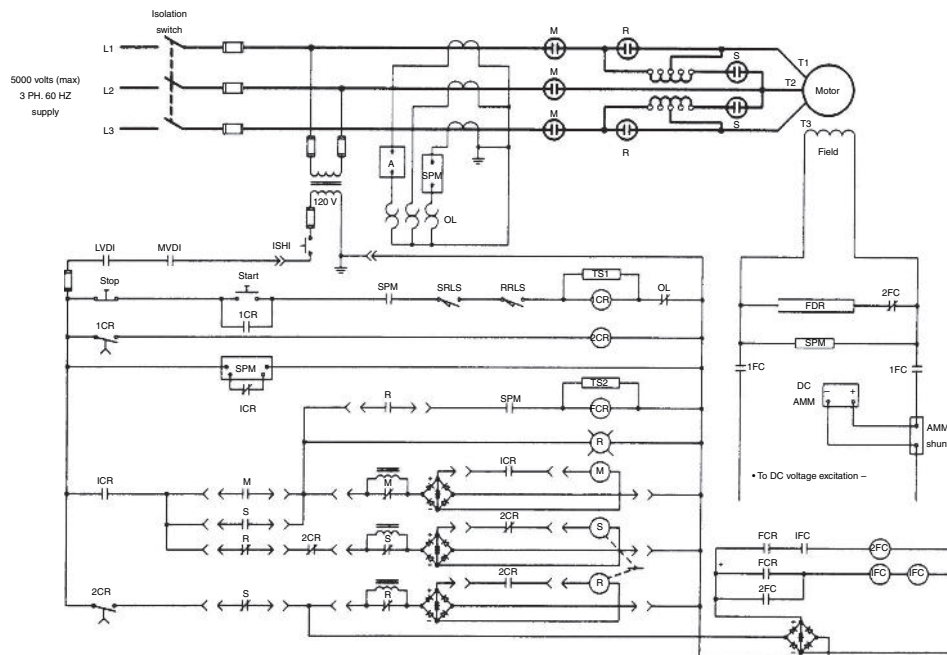 Isolation
switch
L1
L2
L3
5000 volts (max)
3 PH. 60 HZ
supply
M
R
M
S
T1
T2
Motor
M
R
S
T3
Field
A
SPM
OL
120 V
ISHI
LVDI
MVDI
Stop
Start
1CR
SPM
SRLS
RRLS
TS1
1CR
OL
1CR
2CR
SPM
ICR
R
SPM
TS2
FCR
R
ICR
M
M
ICR
M
S
R
2CR
S
2CR
S
2CR
S
R
2CR
R
FDR
2FC
SPM
1FC
1FC
DC
AMM
– +
AMM
shunt
• To DC voltage excitation –
FCR
IFC
2FC
+
FCR
IFC
IFC
2FC